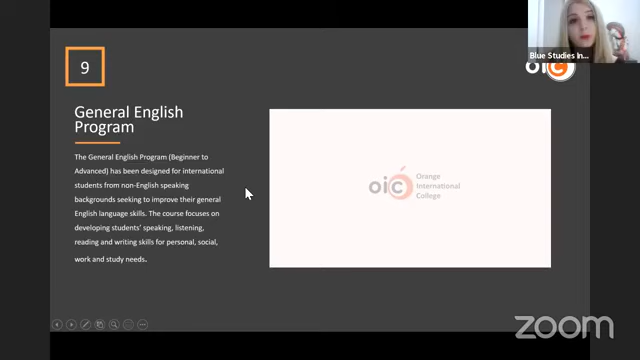 9
Blue Studies In...
oic
General English
Program
The General English Program (Beginner to
Advanced) has been designed for international
students from non-English speaking
backgrounds seeking to improve their general
English language skills. The course focuses on
developing students' speaking, listening,
reading and writing skills for personal, social,
work and study needs.
oic
Orange
International
College
zoom